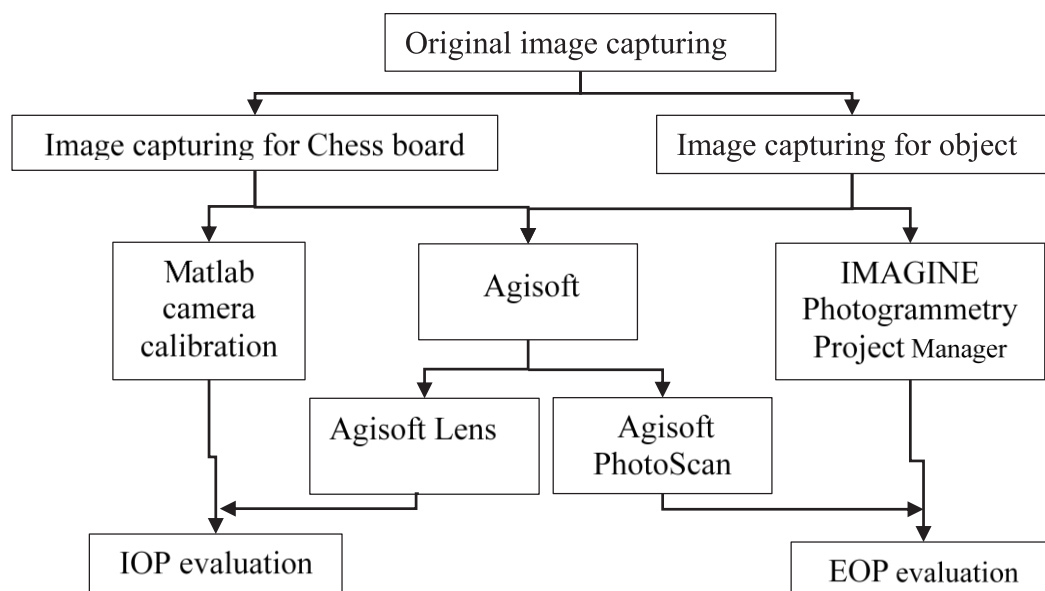 Original image capturing
Image capturing for Chess board
Image capturing for object
Matlab
camera
calibration
Agisoft
IMAGINE
Photogrammetry
Project Manager
Agisoft Lens
Agisoft
PhotoScan
IOP evaluation
EOP evaluation